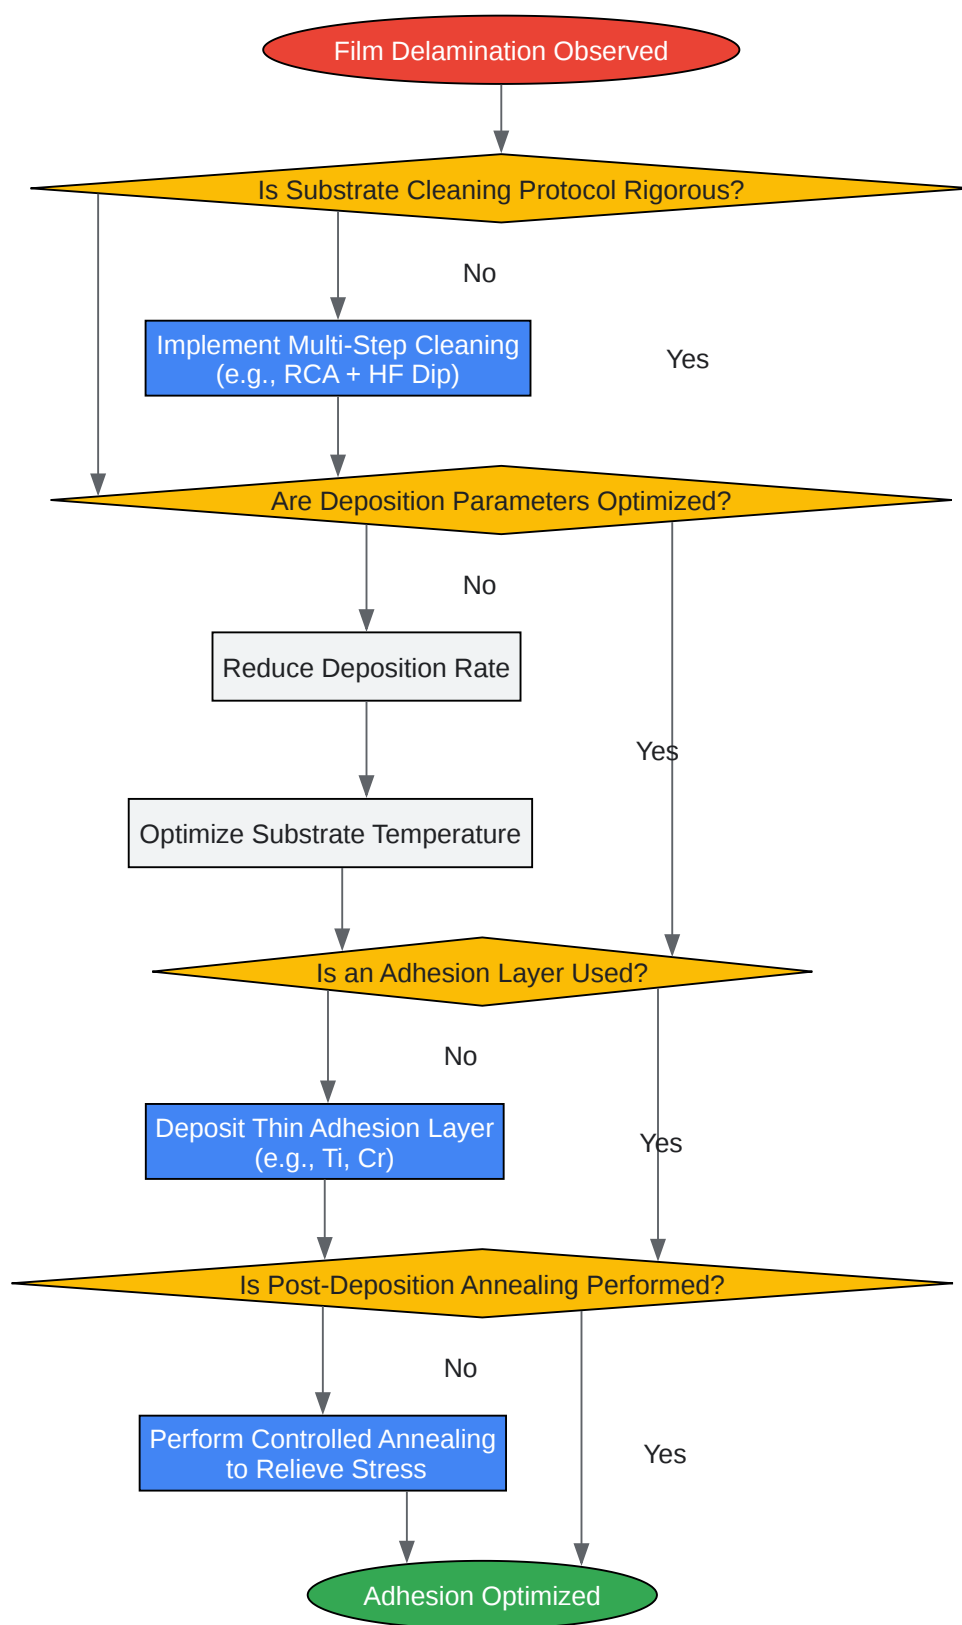 Film Delamination Observed
Is Substrate Cleaning Protocol Rigorous?
No
Implement Multi-Step Cleaning
(e.g., RCA + HF Dip)
Yes
Are Deposition Parameters Optimized?
No
Reduce Deposition Rate
Yes
Optimize Substrate Temperature
Is an Adhesion Layer Used?
No
Deposit Thin Adhesion Layer
(e.g., Ti, Cr)
Yes
Is Post-Deposition Annealing Performed?
No
Perform Controlled Annealing
to Relieve Stress
Yes
Adhesion Optimized